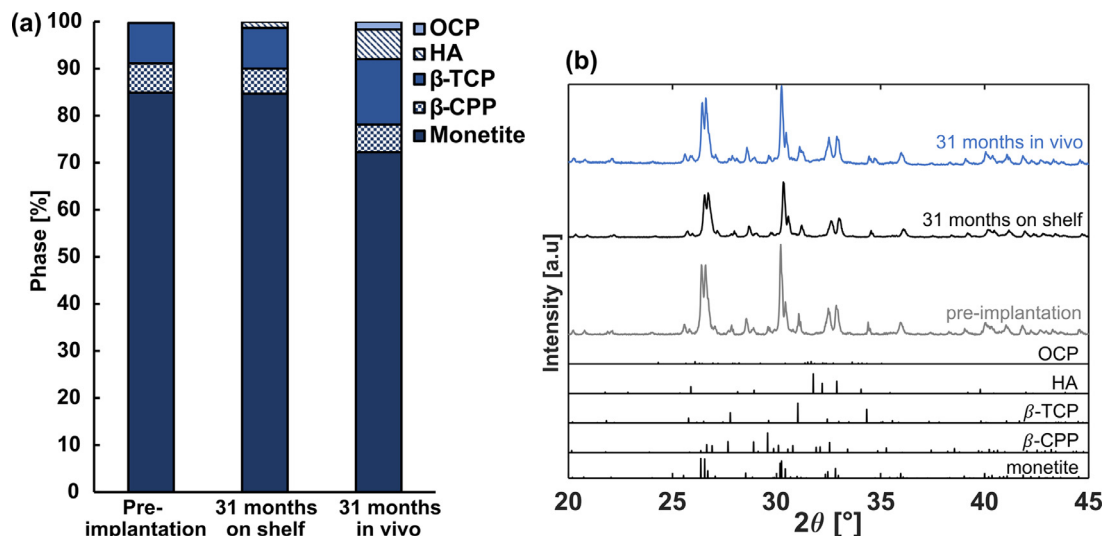 (a)
100
90
80
70
60
50
40
30
20
10
0
Phase [%]
Pre-
implantation
31 months
on shelf
31 months
in vivo
OCP
HA
β-TCP
β-CPP
Monetite
(b)
Intensity [a.u]
31 months in vivo
31 months on shelf
pre-implantation
OCP
HA
β-TCP
β-CPP
monetite
20
25
30
35
40
45
2θ [°]